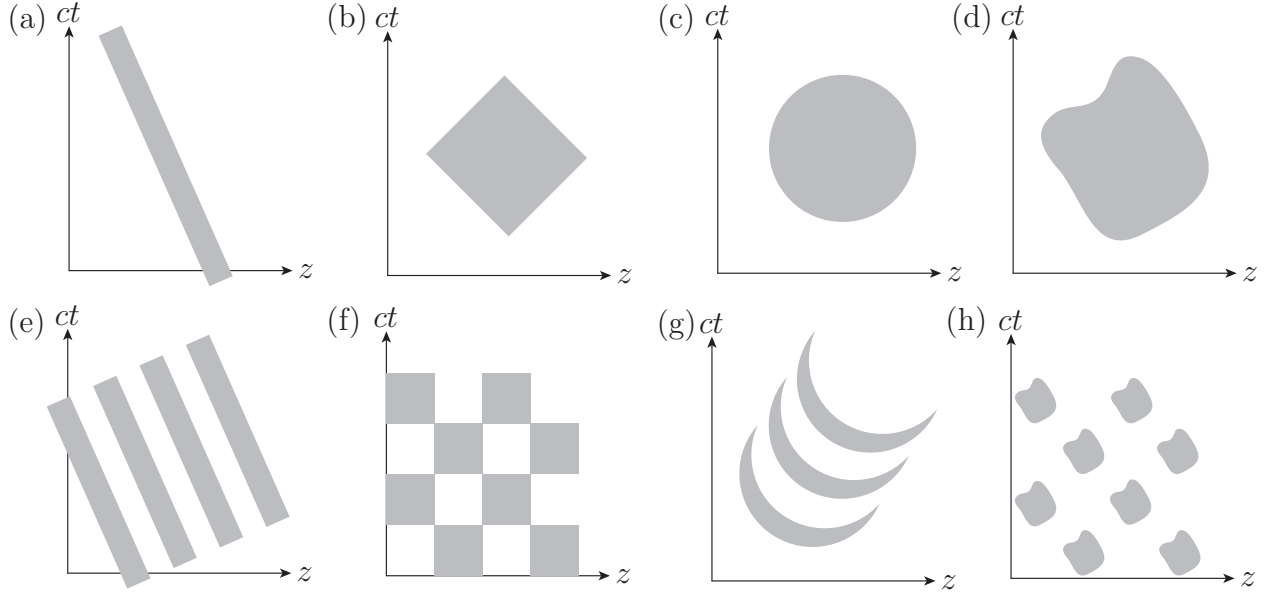 (a) ct
z
(b) ct
z
(c) ct
z
(d) ct
z
(e) ct
z
(f) ct
z
(g) ct
z
(h) ct
z